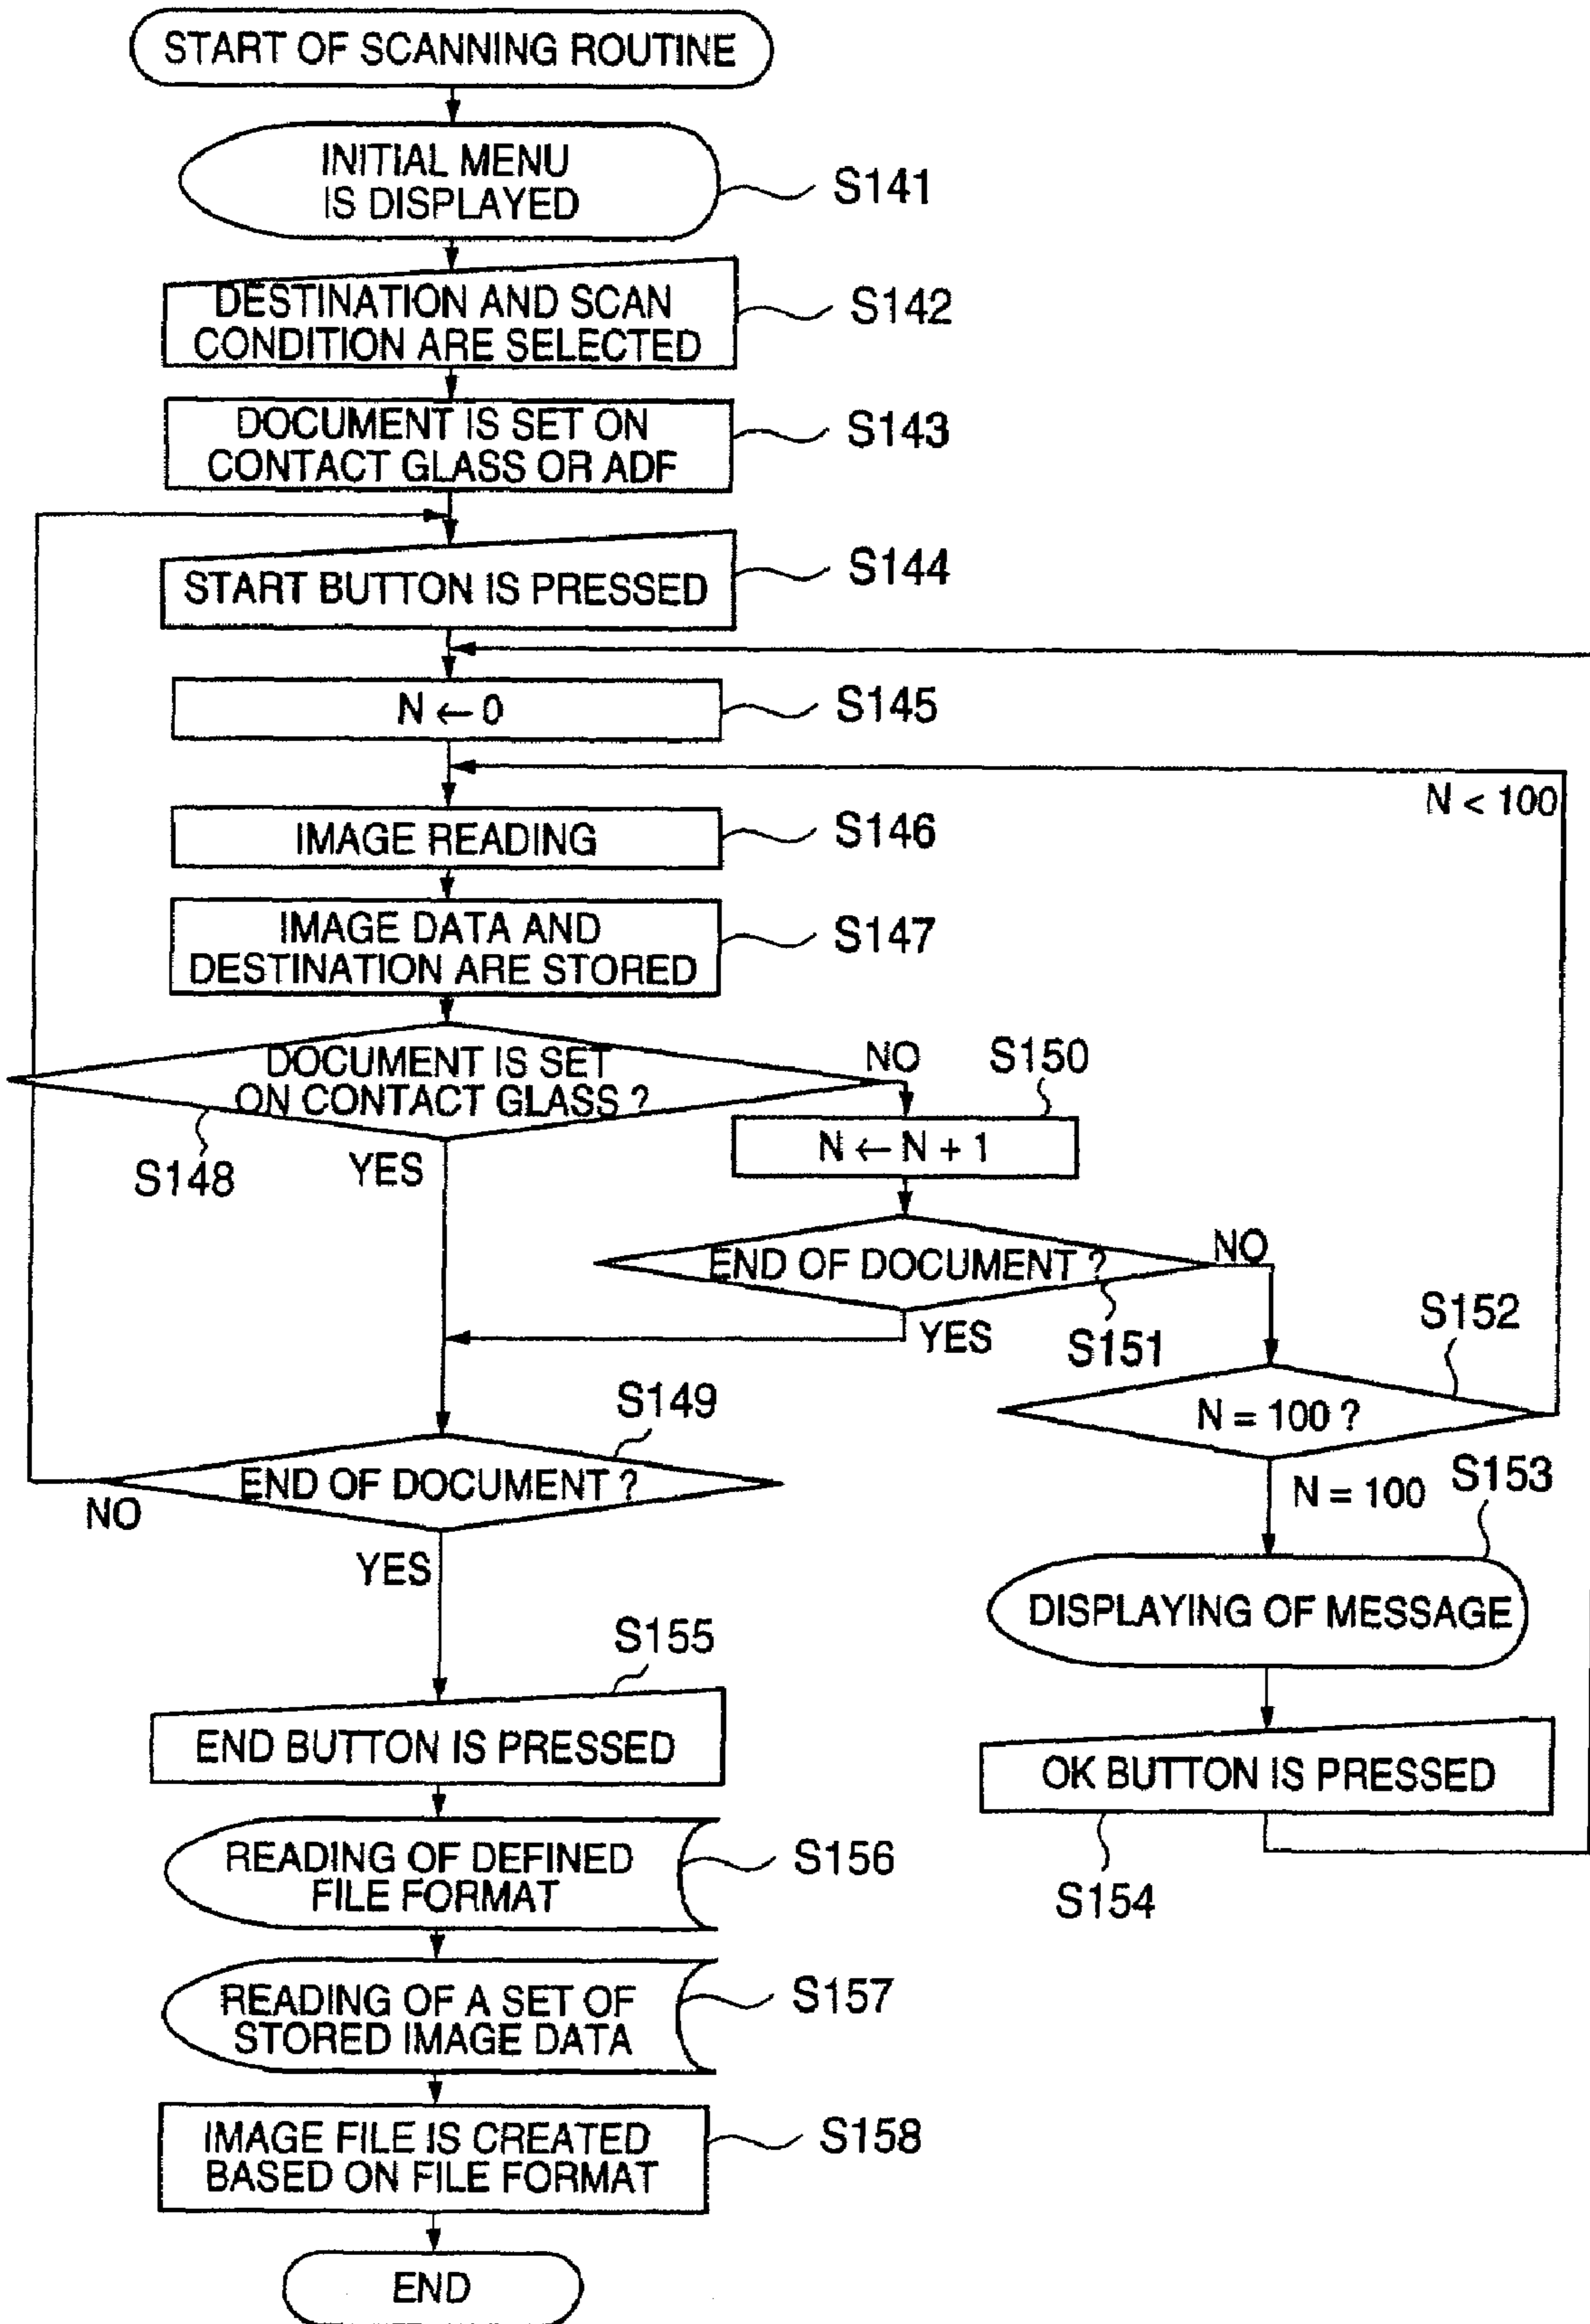 START OF SCANNING ROUTINE
INITIAL MENU
IS DISPLAYED
S141
DESTINATION AND SCAN
CONDITION ARE SELECTED
S142
DOCUMENT IS SET ON
CONTACT GLASS OR ADF
S143
START BUTTON IS PRESSED
S144
N ← 0
S145
N < 100
IMAGE READING
S146
IMAGE DATA AND
DESTINATION ARE STORED
S147
DOCUMENT IS SET
ON CONTACT GLASS ?
S148
NO
YES
S150
N ← N + 1
END OF DOCUMENT ?
NO
YES
S151
S152
N = 100 ?
S149
END OF DOCUMENT ?
NO
YES
N = 100
S153
DISPLAYING OF MESSAGE
S155
END BUTTON IS PRESSED
OK BUTTON IS PRESSED
S154
READING OF DEFINED
FILE FORMAT
S156
READING OF A SET OF
STORED IMAGE DATA
S157
IMAGE FILE IS CREATED
BASED ON FILE FORMAT
S158
END